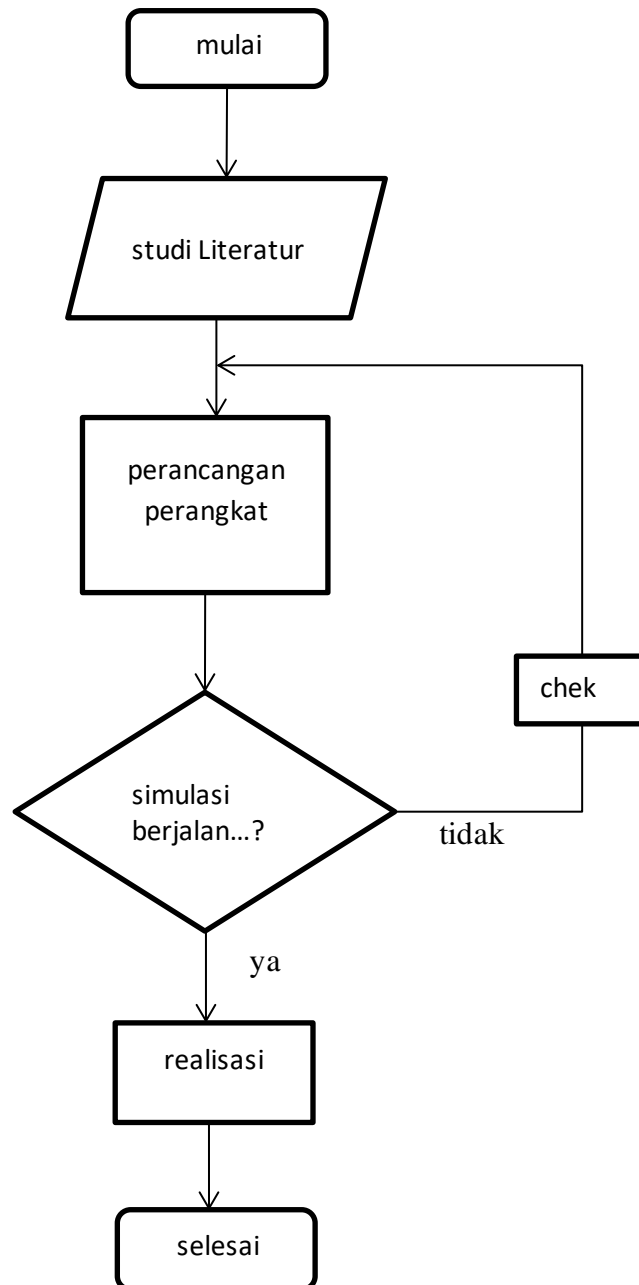 mulai
studi Literatur
perancangan
perangkat
chek
simulasi
berjalan...?
tidak
ya
realisasi
selesai